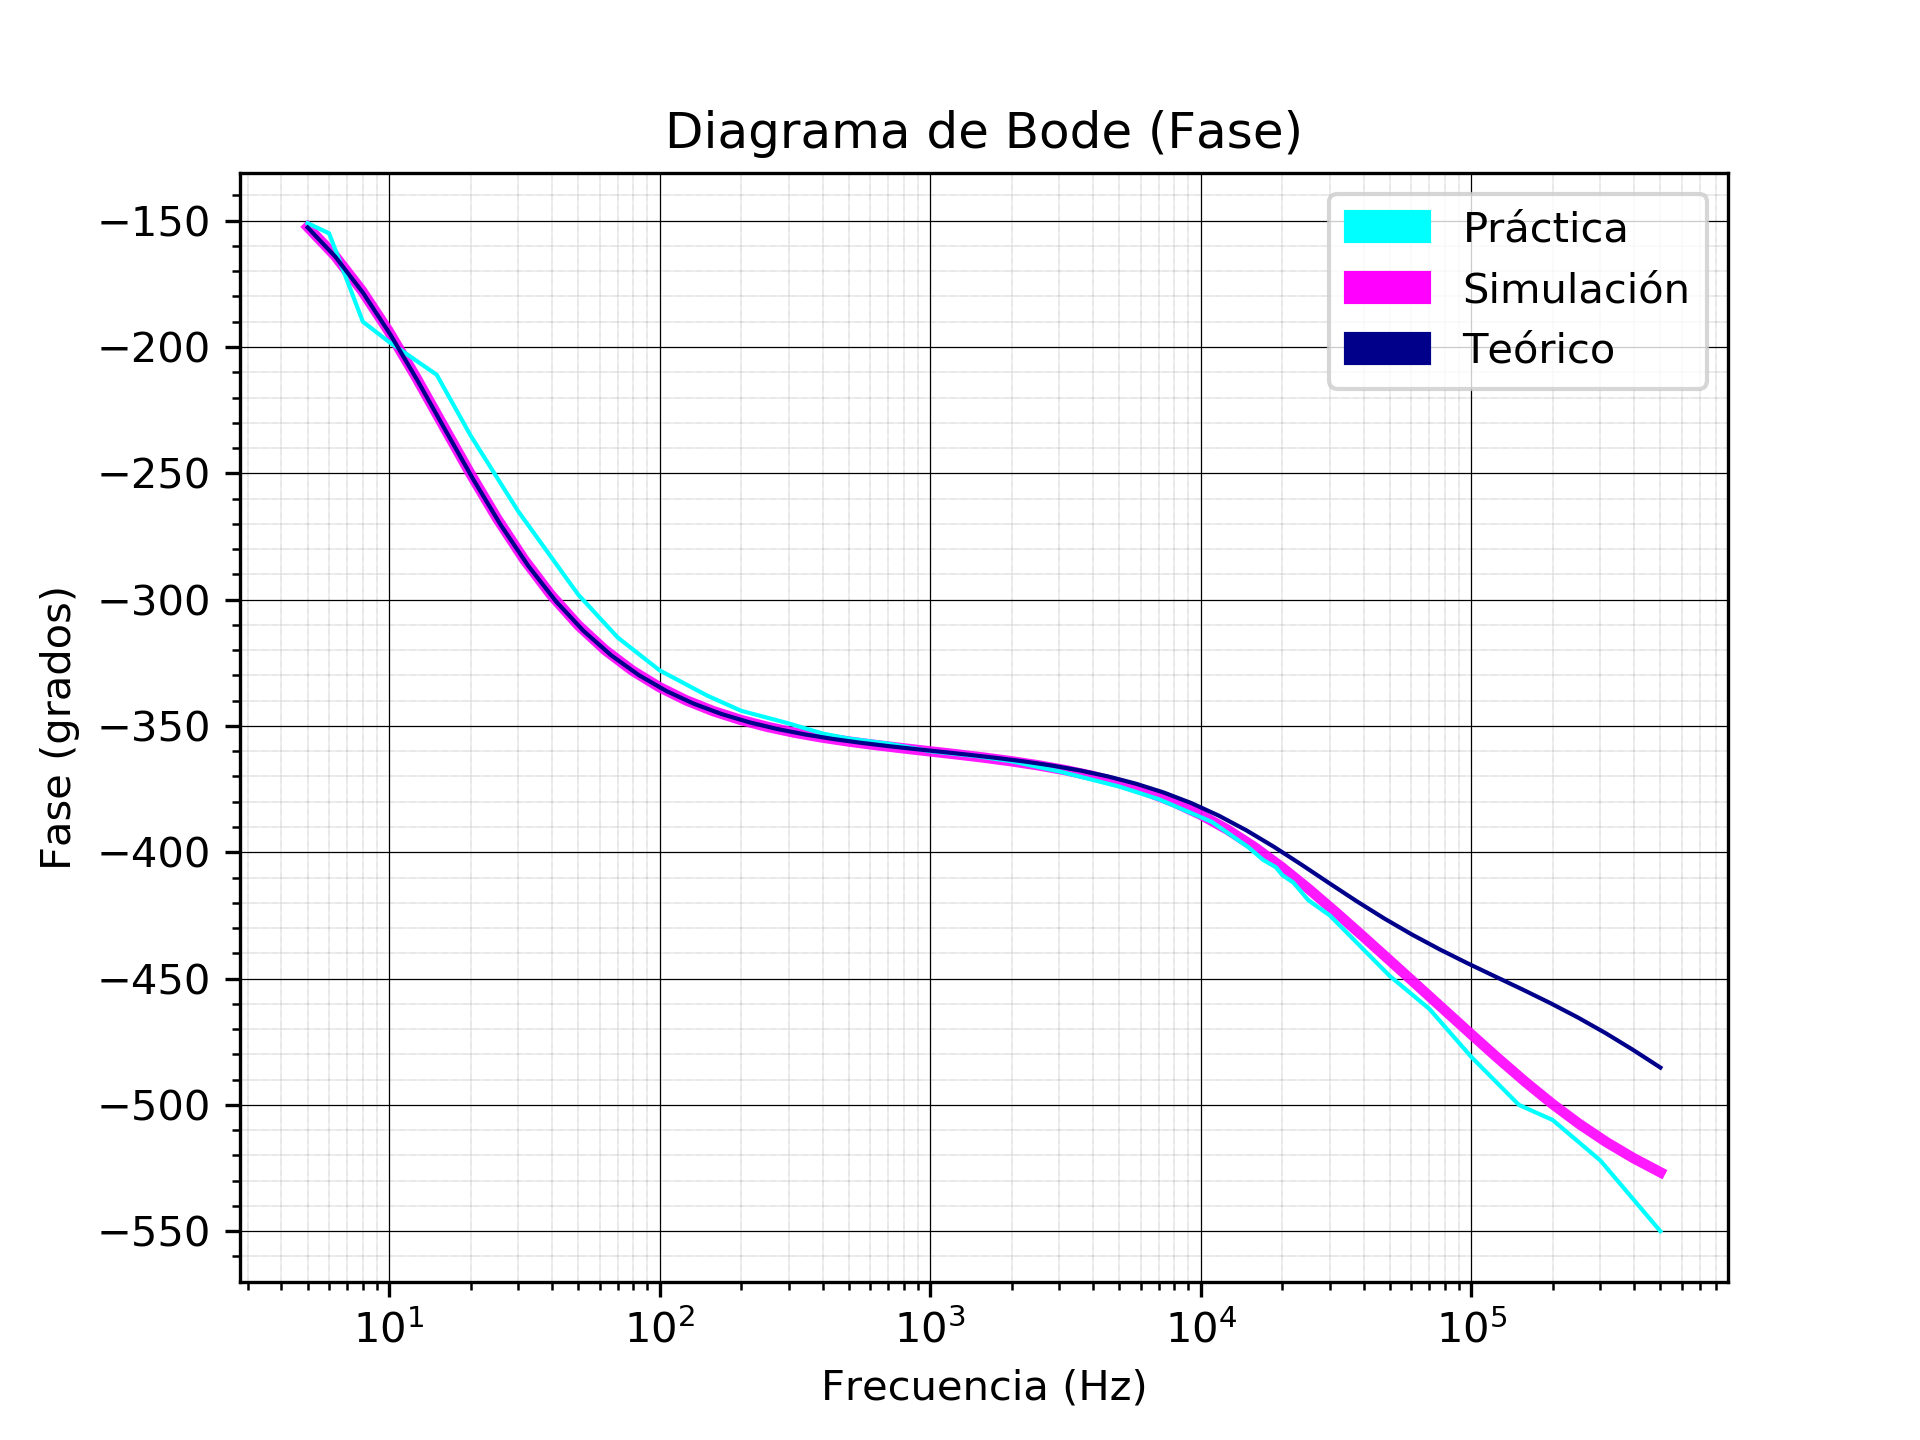 Diagrama de Bode (Fase)
Práctica
Simulación
Teórico
Fase (grados)
−150
−200
−250
−300
−350
−400
−450
−500
−550
10¹ 10² 10³ 10⁴ 10⁵
Frecuencia (Hz)